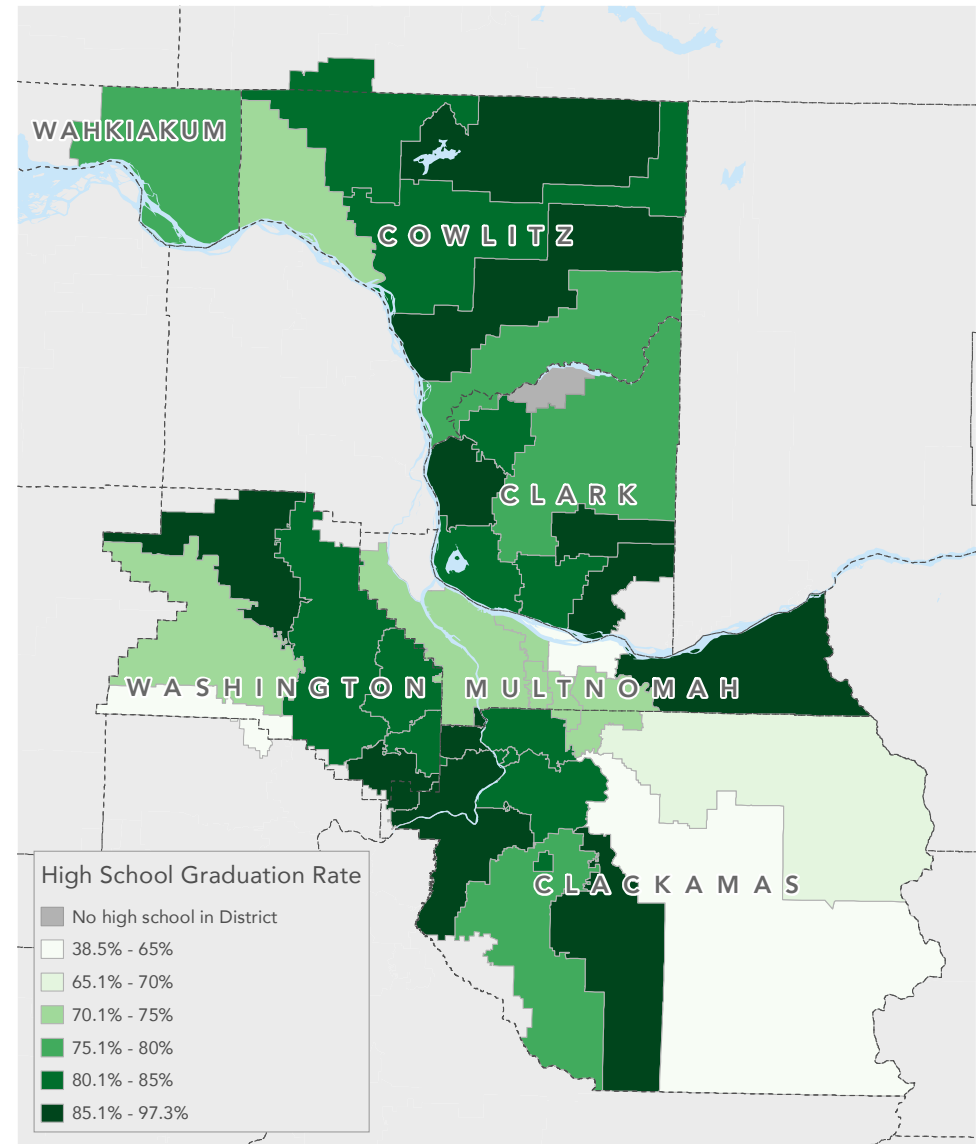 WAHKIAKUM
COWLITZ
CLARK
WASHINGTON
MULTNOMAH
CLACKAMAS
High School Graduation Rate
No high school in District
38.5% - 65%
65.1% - 70%
70.1% - 75%
75.1% - 80%
80.1% - 85%
85.1% - 97.3%